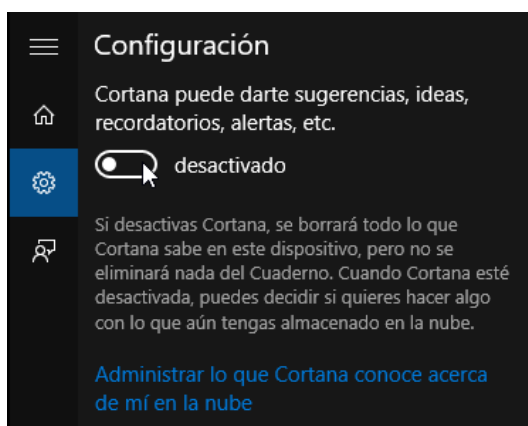 Configuración
Cortana puede darte sugerencias, ideas,
recordatorios, alertas, etc.
desactivado
Si desactivas Cortana, se borrará todo lo que
Cortana sabe en este dispositivo, pero no se
eliminará nada del Cuaderno. Cuando Cortana esté
desactivada, puedes decidir si quieres hacer algo
con lo que aún tengas almacenado en la nube.
Administrar lo que Cortana conoce acerca
de mí en la nube